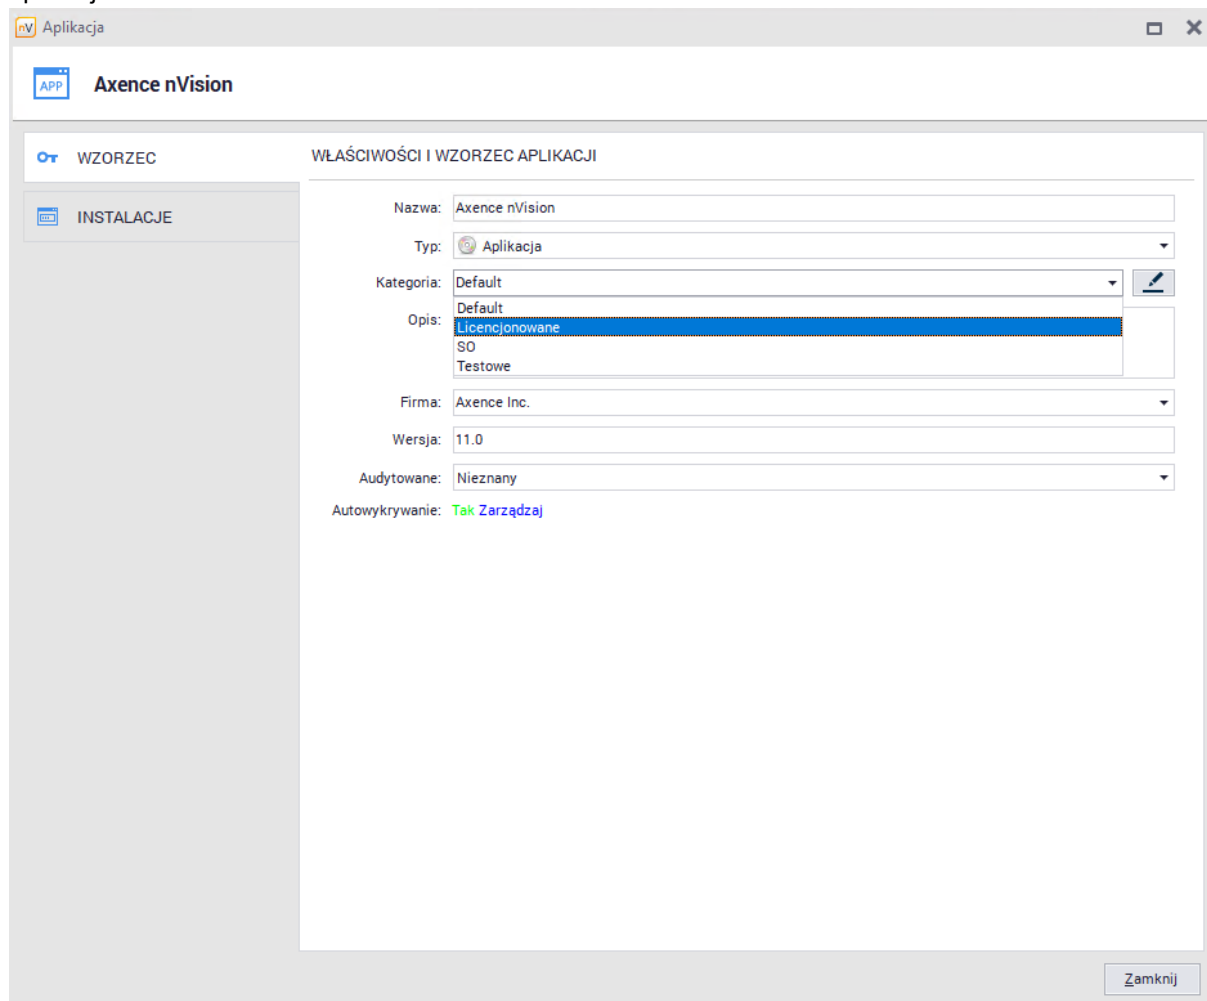 Aplikacja
APP
Axence nVision
WZORZEC
INSTALACJE
WŁAŚCIWOŚCI I WZORZEC APLIKACJI
Nazwa: Axence nVision
Typ: Aplikacja
Kategoria: Default
Default
Opis:
Licencjonowane
SO
Testowe
Firma: Axence Inc.
Wersja: 11.0
Audytowane: Nieznany
Autowykrywanie: Tak Zarządzaj
Zamknij